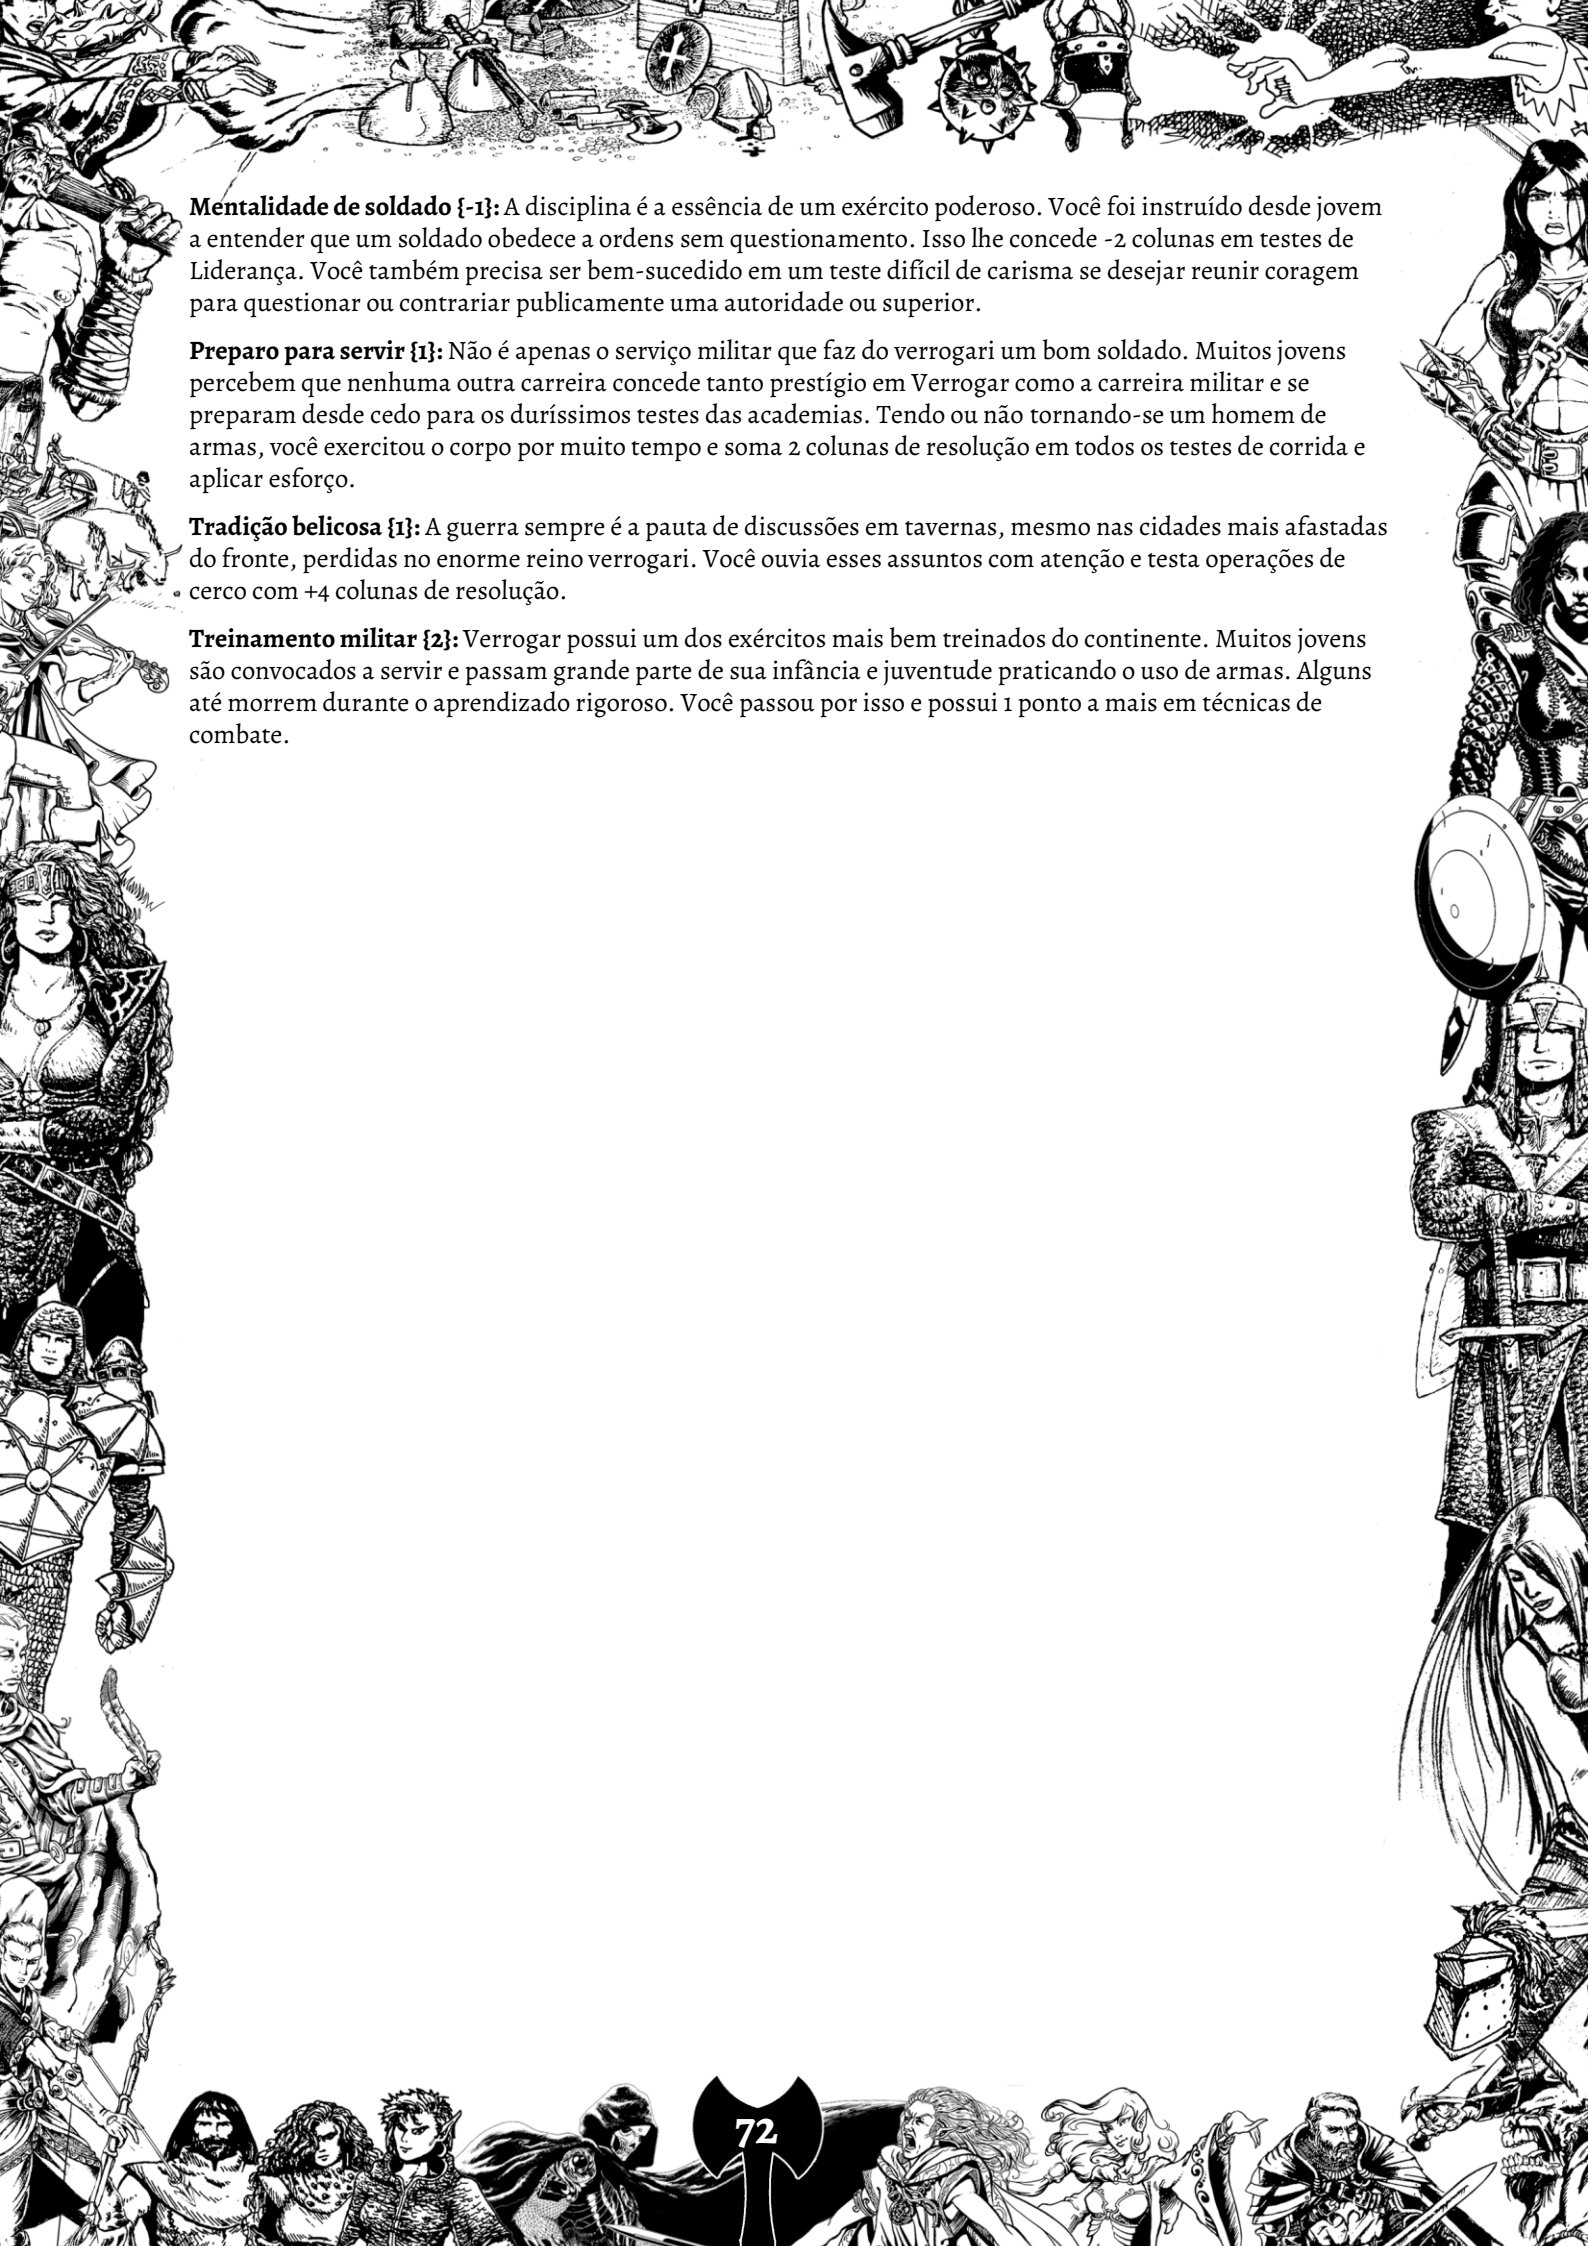 Mentalidade de soldado {-1}: A disciplina é a essência de um exército poderoso. Você foi instruído desde jovem
a entender que um soldado obedece a ordens sem questionamento. Isso lhe concede -2 colunas em testes de
Liderança. Você também precisa ser bem-sucedido em um teste difícil de carisma se desejar reunir coragem
para questionar ou contrariar publicamente uma autoridade ou superior.
Preparo para servir {1}: Não é apenas o serviço militar que faz do verrogari um bom soldado. Muitos jovens
percebem que nenhuma outra carreira concede tanto prestígio em Verrogar como a carreira militar e se
preparam desde cedo para os duríssimos testes das academias. Tendo ou não tornando-se um homem de
armas, você exercitou o corpo por muito tempo e soma 2 colunas de resolução em todos os testes de corrida e
aplicar esforço.
Tradição belicosa {1}: A guerra sempre é a pauta de discussões em tavernas, mesmo nas cidades mais afastadas
do fronte, perdidas no enorme reino verrogari. Você ouvia esses assuntos com atenção e testa operações de
cerco com +4 colunas de resolução.
Treinamento militar {2}: Verrogar possui um dos exércitos mais bem treinados do continente. Muitos jovens
são convocados a servir e passam grande parte de sua infância e juventude praticando o uso de armas. Alguns
até morrem durante o aprendizado rigoroso. Você passou por isso e possui 1 ponto a mais em técnicas de
combate.
72